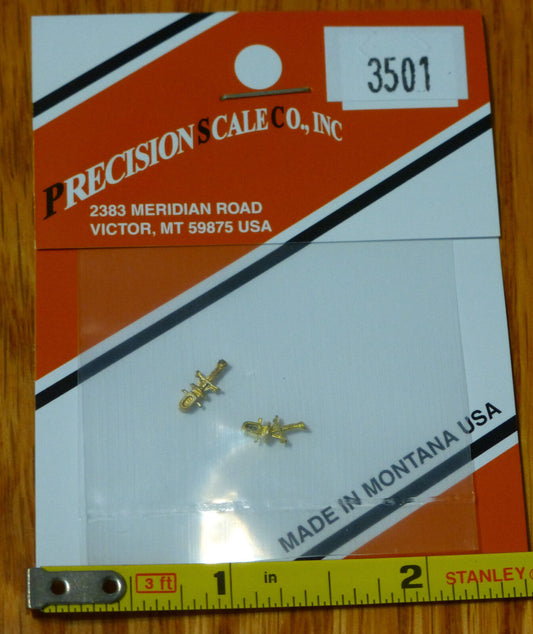 3501
PRECISION SCALE CO., INC
2383 MERIDIAN ROAD
VICTOR, MT 59875 USA
MADE IN MONTANA USA
3 ft 1 in 2 STANLEY